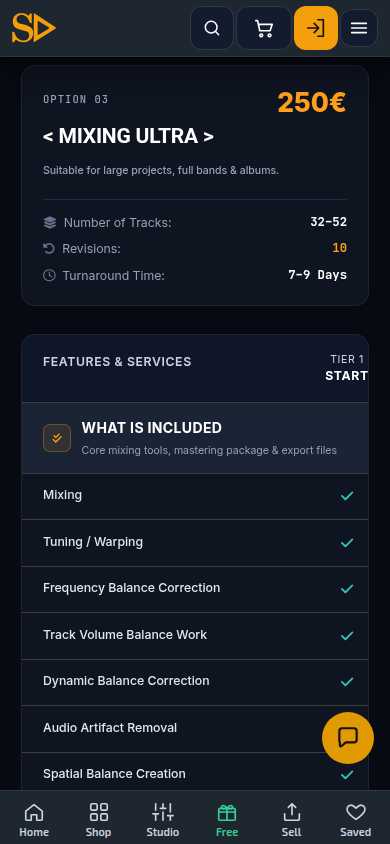 S
OPTION 03
250€
< MIXING ULTRA >
Suitable for large projects, full bands & albums.
Number of Tracks: 32–52
Revisions: 10
Turnaround Time: 7–9 Days
FEATURES & SERVICES
TIER 1
START
WHAT IS INCLUDED
Core mixing tools, mastering package & export files
Mixing
Tuning / Warping
Frequency Balance Correction
Track Volume Balance Work
Dynamic Balance Correction
Audio Artifact Removal
Spatial Balance Creation
Home Shop Studio Free Sell Saved